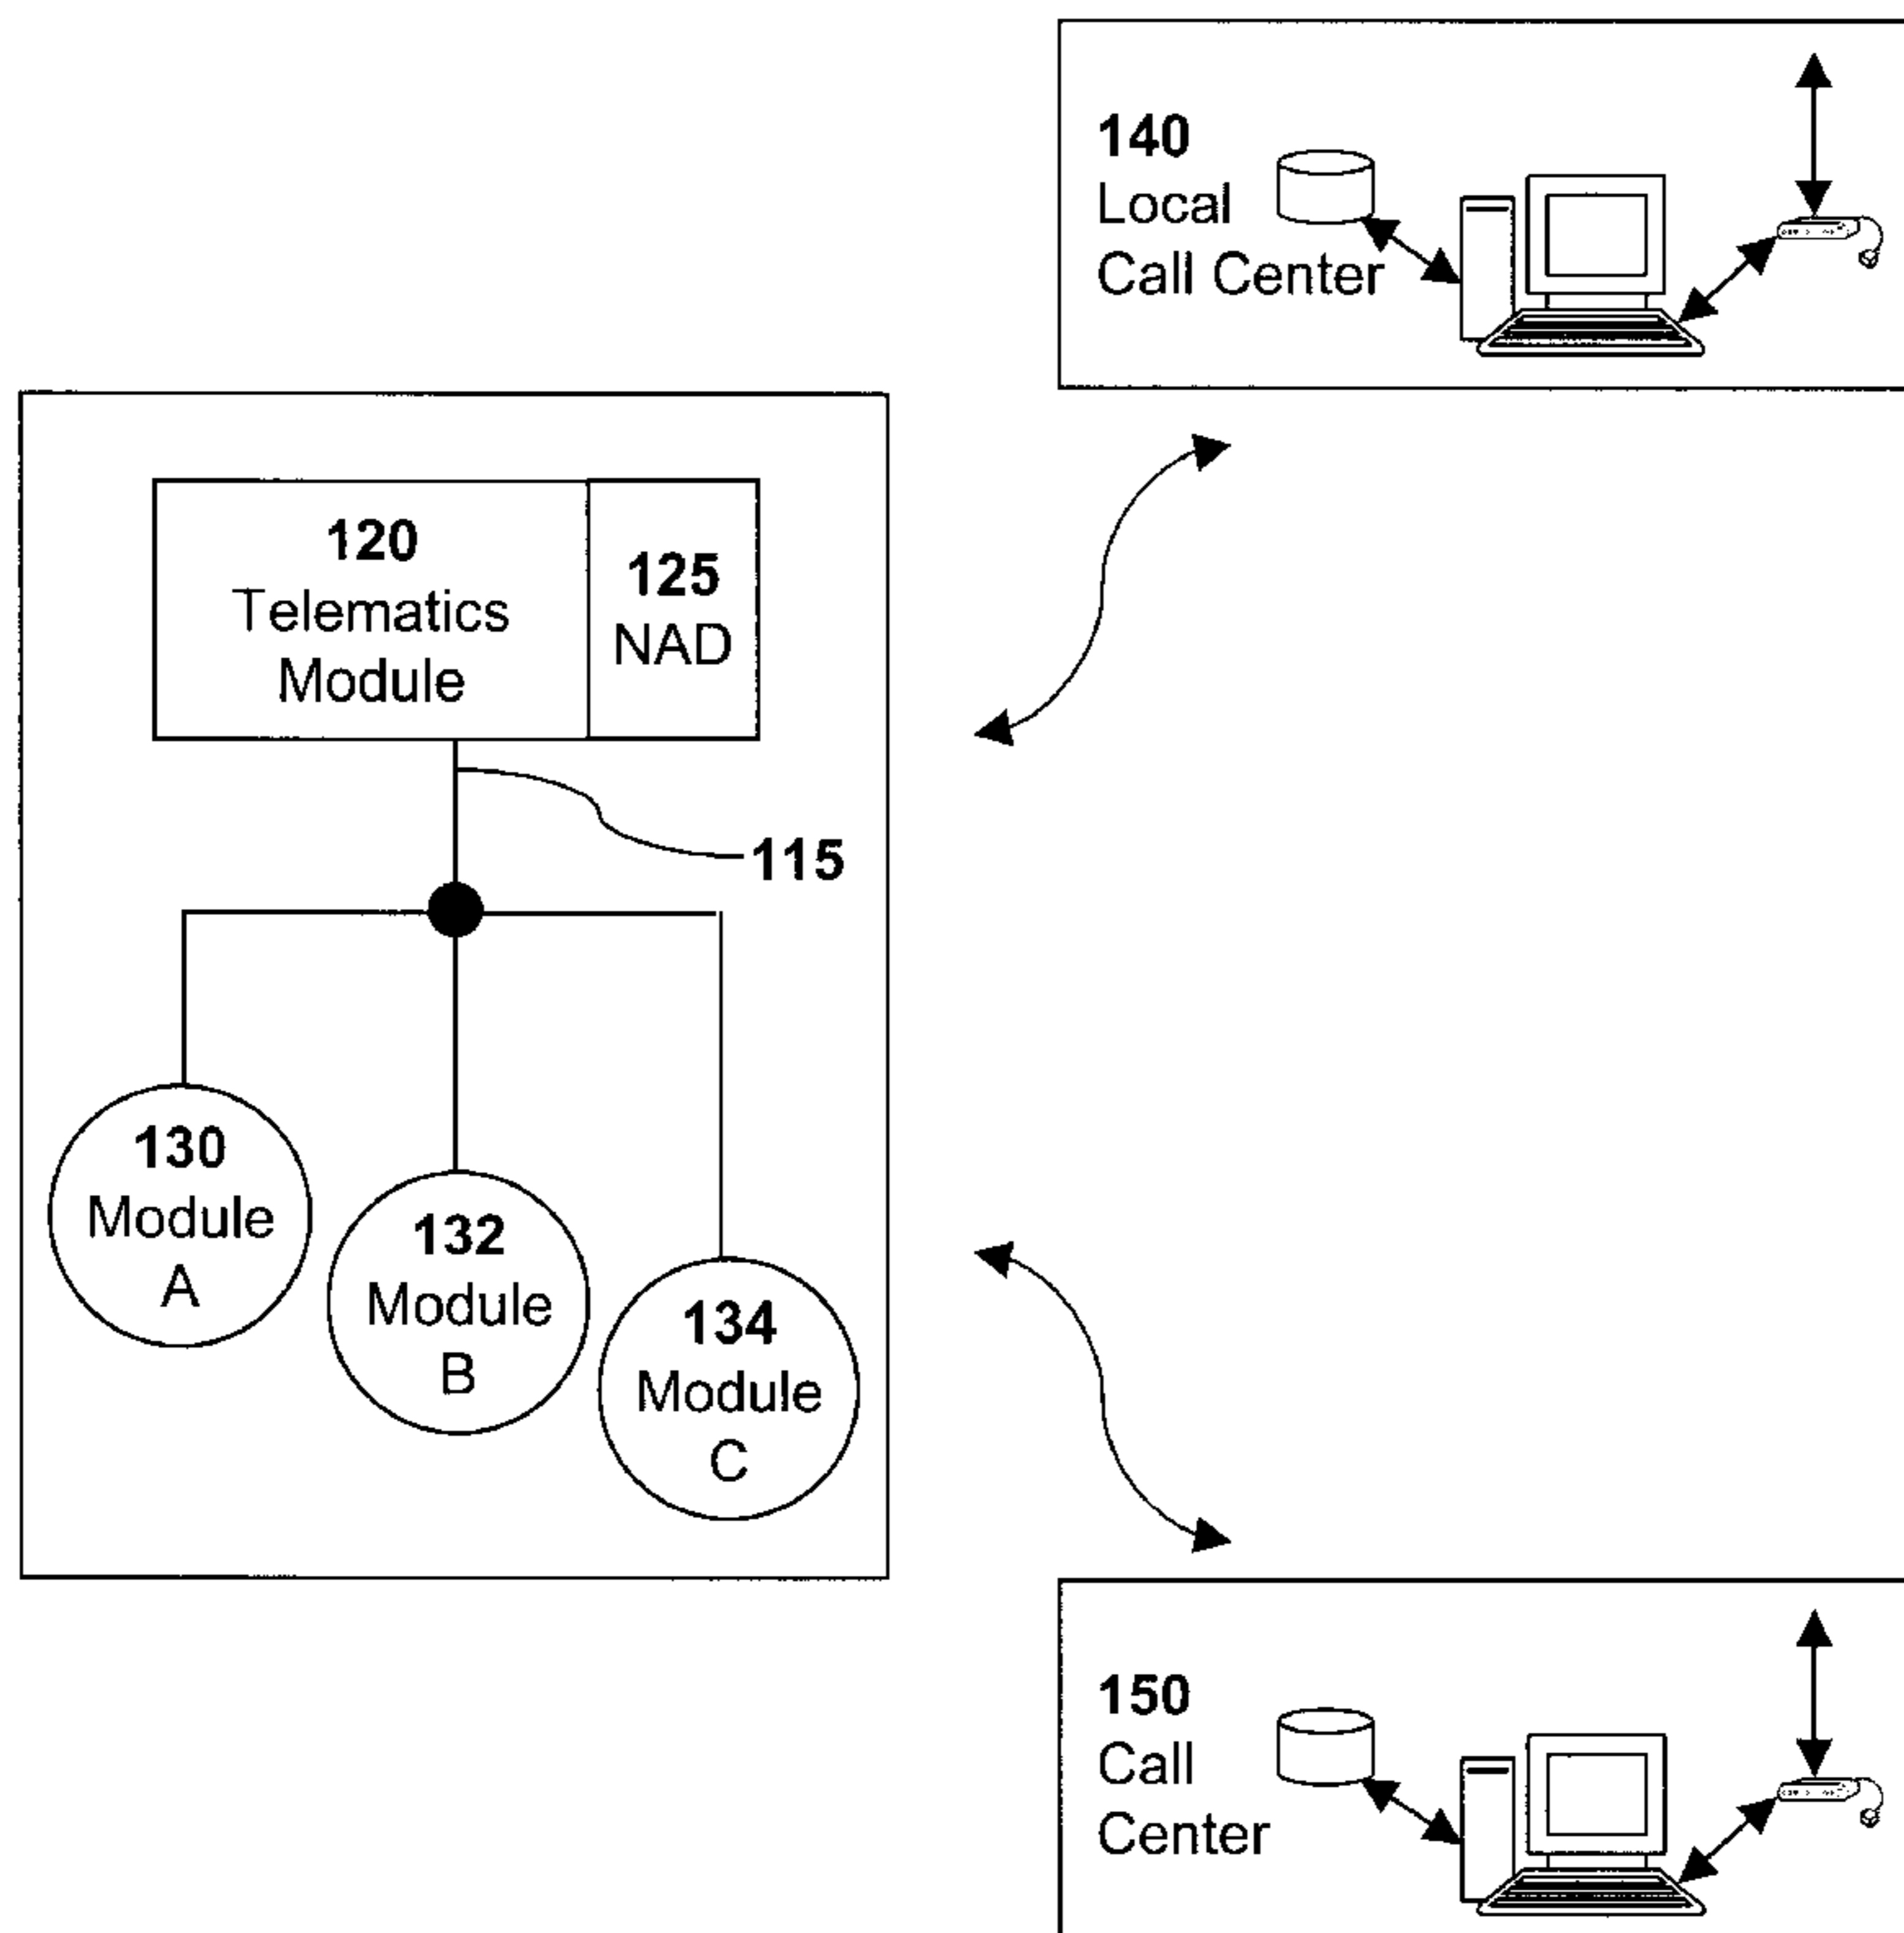 140
Local
Call Center
120
Telematics
Module
125
NAD
115
130
Module
A
132
Module
B
134
Module
C
150
Call
Center